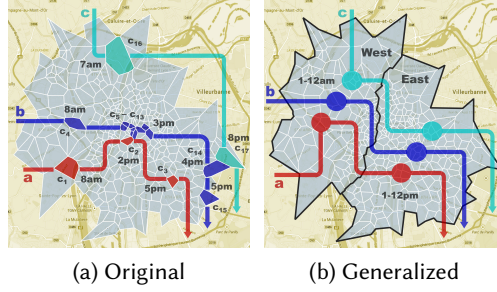 c
c16
7am
8am
b
c4
c5 – c13
3pm
c2
2pm
8pm
c17
c14
4pm
a
c1
8am
c3
5pm
5pm
c15
Villeurbanne
(a) Original
c
West
East
1-12am
b
a
1-12pm
Villeurbanne
(b) Generalized